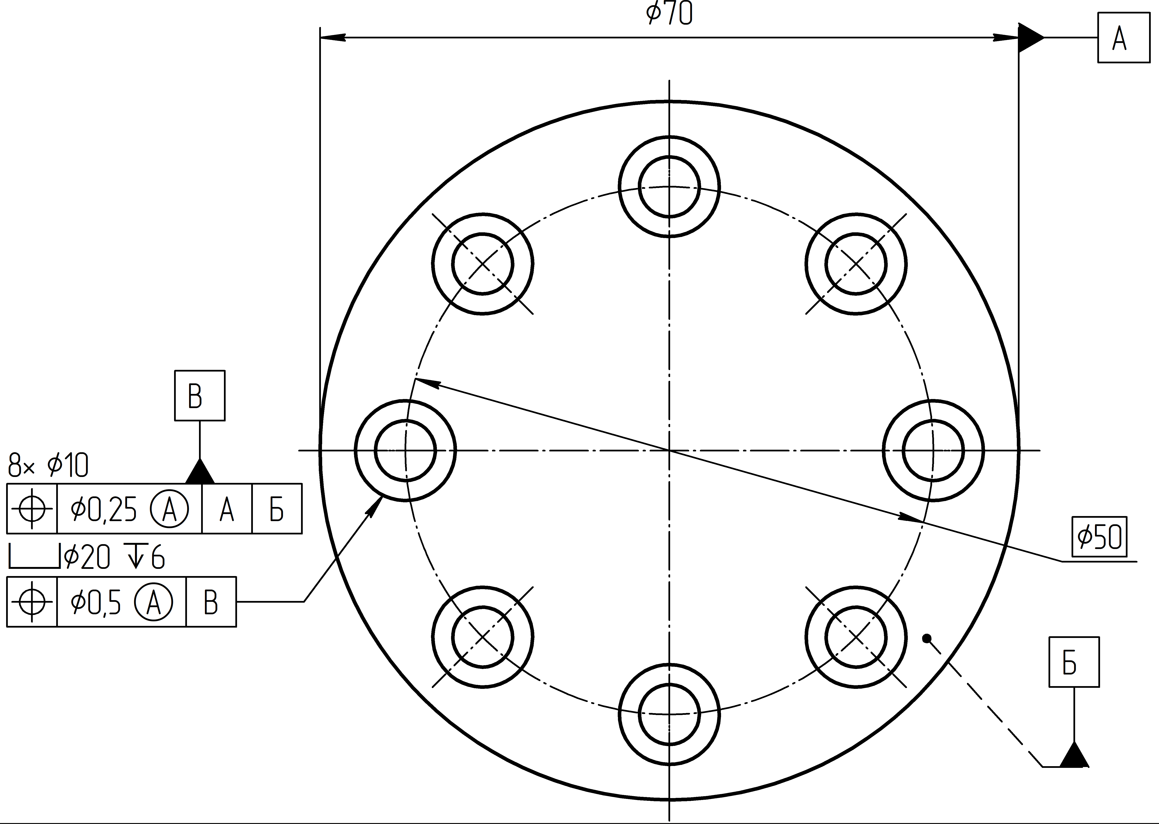 ⌀70
А
В
8× ⌀10
⌖ ⌀0,25 Ⓐ А Б
⌴⌀20 ↧6
⌖ ⌀0,5 Ⓐ В
⌀50
Б